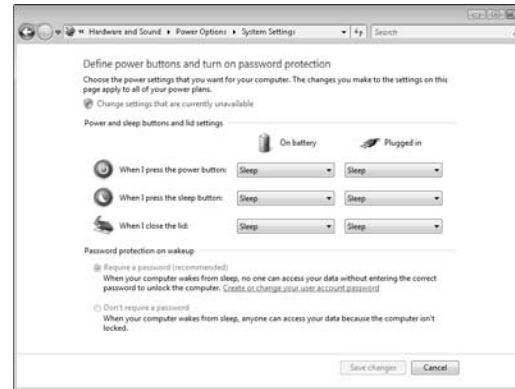 « Hardware and Sound ▸ Power Options ▸ System Settings
Search
Define power buttons and turn on password protection
Choose the power settings that you want for your computer. The changes you make to the settings on this
page apply to all of your power plans.
Change settings that are currently unavailable
Power and sleep buttons and lid settings
On battery Plugged in
When I press the power button: Sleep Sleep
When I press the sleep button: Sleep Sleep
When I close the lid: Sleep Sleep
Password protection on wakeup
Require a password (recommended)
When your computer wakes from sleep, no one can access your data without entering the correct
password to unlock the computer. Create or change your user account password
Don't require a password
When your computer wakes from sleep, anyone can access your data because the computer isn't
locked.
Save changes Cancel